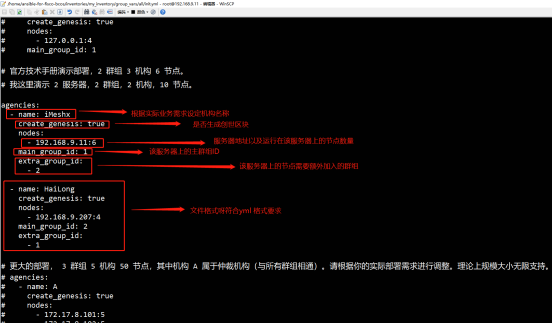 /home/ansible-for-fisco-bcos/inventories/my_inventory/group_vars/all/init.yml - root@192.168.9.11 - 编辑器 - WinSCP
#     create_genesis: true
#     nodes:
#       - 127.0.0.1:4
#     main_group_id: 1
# 官方技术手册演示部署，2 群组 3 机构 6 节点。
# 我这里演示 2 服务器，2 群组，2 机构，10 节点。
agencies:
- name: iMeshx 根据实际业务需求设定机构名称
create_genesis: true 是否生成创世区块
nodes:
- 192.168.9.11:6 服务器地址以及运行在该服务器上的节点数量
main_group_id: 1 该服务器上的主群组ID
extra_group_id:
- 2 该服务器上的节点需要额外加入的群组
- name: HaiLong
create_genesis: true
nodes:
- 192.168.9.207:4 文件格式呀符合yml 格式要求
main_group_id: 2
extra_group_id:
- 1
# 更大的部署， 3 群组 5 机构 50 节点，其中机构 A 属于仲裁机构（与所有群组相通）。请根据你的实际部署需求进行调整。理论上规模大小无限支持。
# agencies:
#   - name: A
#     create_genesis: true
#     nodes:
#       - 172.17.8.101:5